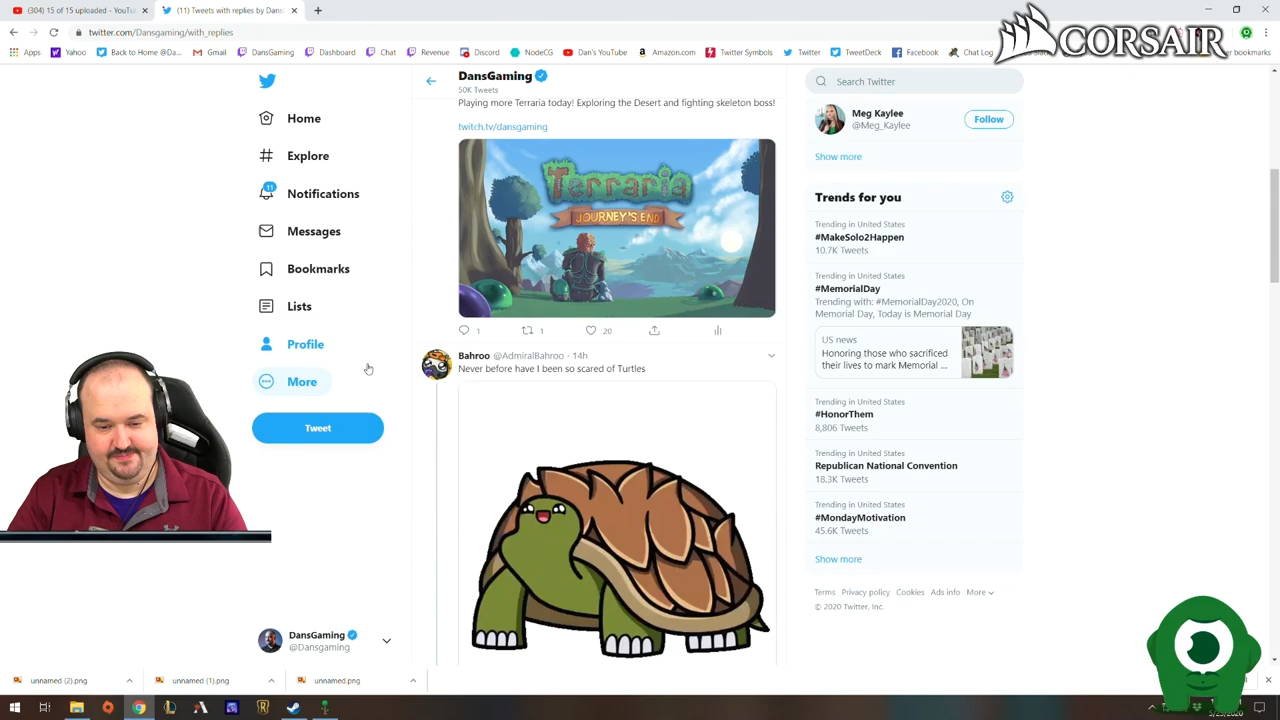 (304) 15 of 15 uploaded - YouTu
(11) Tweets with replies by Dans
CORSAIR
twitter.com/Dansgaming/with_replies
Apps
Yahoo
Back to Home @Da...
Gmail
DansGaming
Dashboard
Chat
Revenue
Discord
NodeCG
Dan's YouTube
Amazon.com
Twitter Symbols
Twitter
TweetDeck
Facebook
Chat Log
bookmarks
Home
Explore
11
Notifications
Messages
Bookmarks
Lists
Profile
More
Tweet
DansGaming
@Dansgaming
DansGaming
50K Tweets
Playing more Terraria today! Exploring the Desert and fighting skeleton boss!
twitch.tv/dansgaming
Terraria
JOURNEY'S END
1
1
20
Bahroo @AdmiralBahroo · 14h
Never before have I been so scared of Turtles
Search Twitter
Meg Kaylee
@Meg_Kaylee
Follow
Show more
Trends for you
Trending in United States
#MakeSolo2Happen
10.7K Tweets
Trending in United States
#MemorialDay
Trending with: #MemorialDay2020, On
Memorial Day, Today is Memorial Day
US news
Honoring those who sacrificed
their lives to mark Memorial ...
Trending in United States
#HonorThem
8,806 Tweets
Trending in United States
Republican National Convention
18.3K Tweets
Trending in United States
#MondayMotivation
45.6K Tweets
Show more
Terms Privacy policy Cookies Ads info More
© 2020 Twitter, Inc.
unnamed (2).png
unnamed (1).png
unnamed.png
5/25/2020